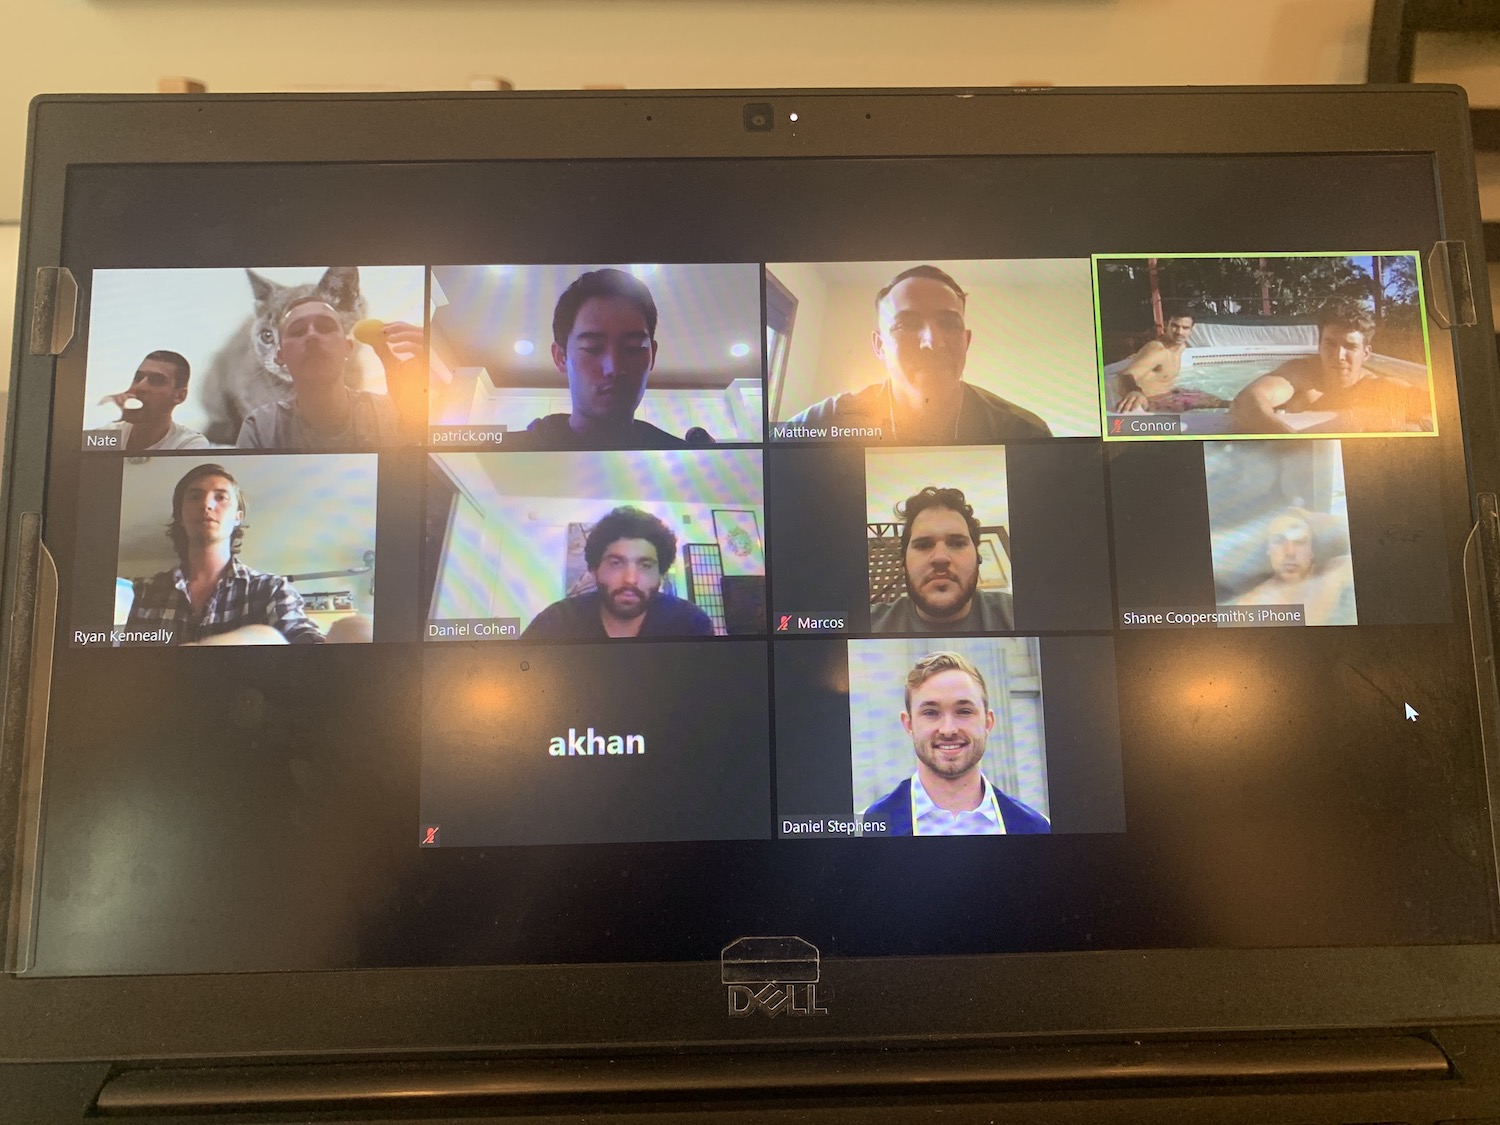 Nate
patrick.ong
Matthew Brennan
Connor
Ryan Kenneally
Daniel Cohen
Marcos
Shane Coopersmith's iPhone
akhan
Daniel Stephens
DELL